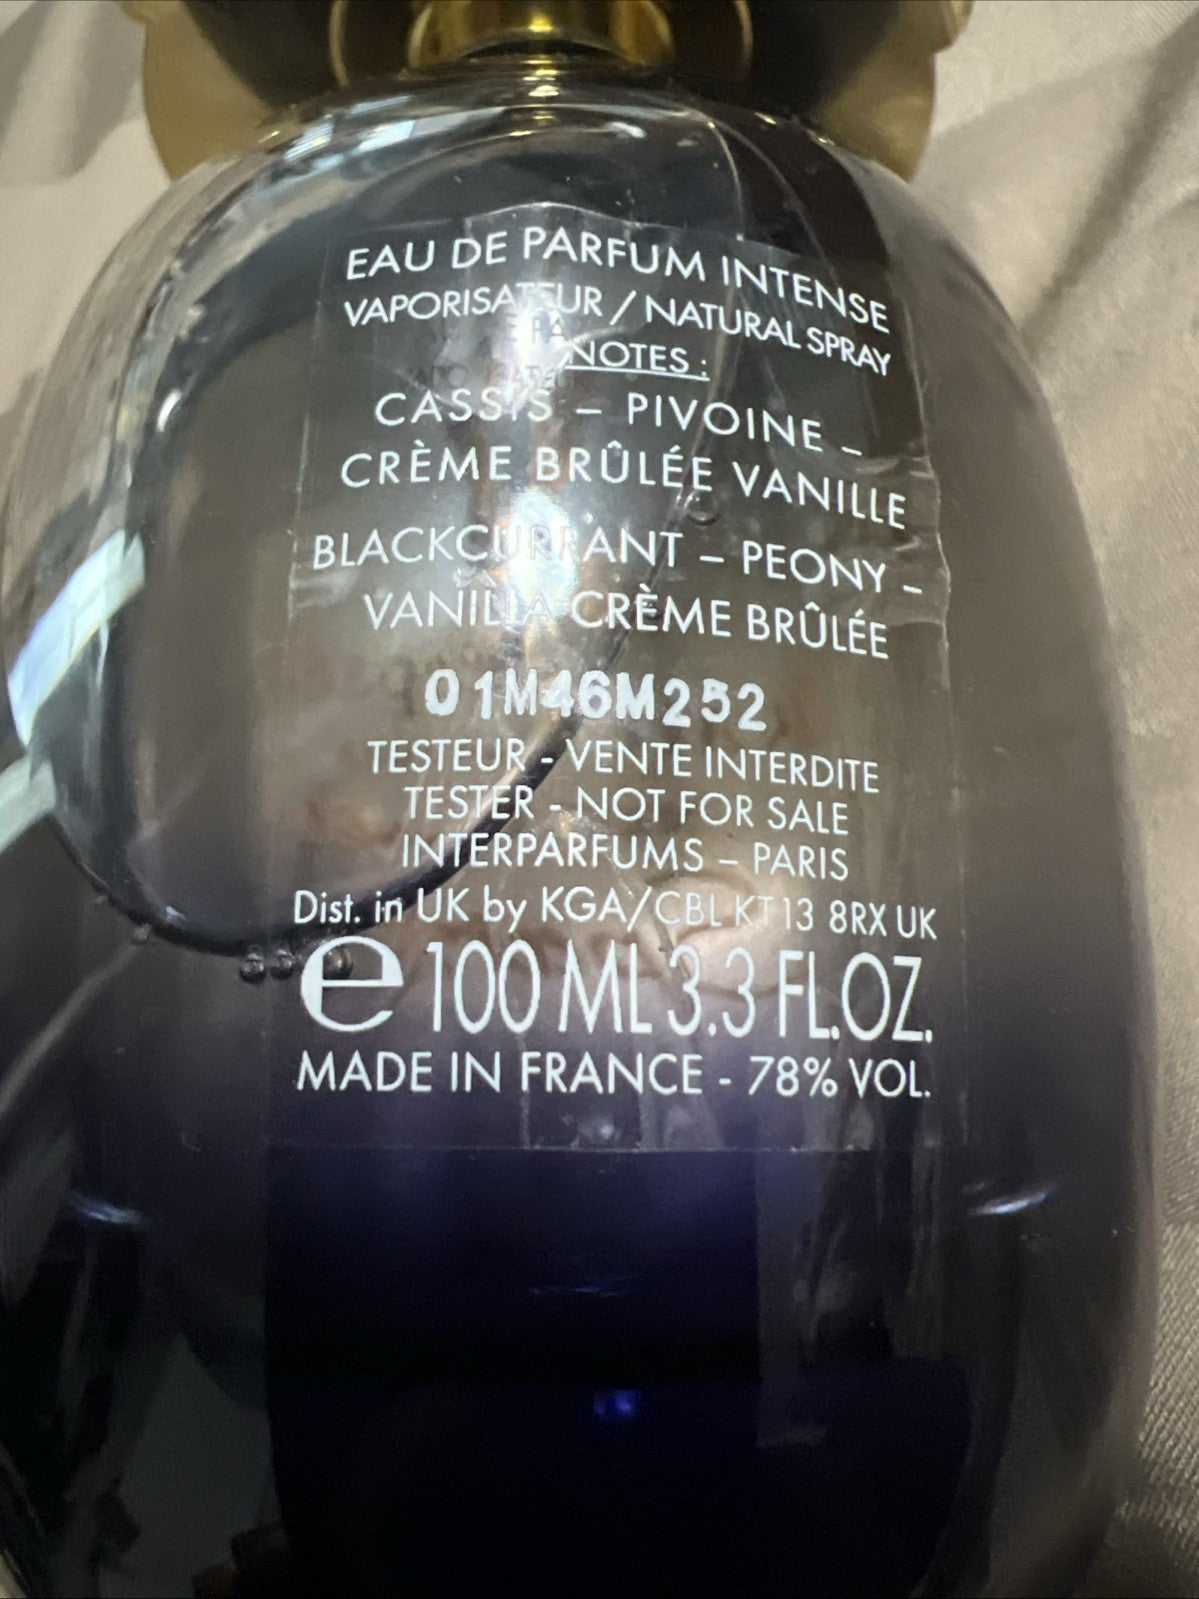 EAU DE PARFUM INTENSE
VAPORISATEUR / NATURAL SPRAY
NOTES :
CASSIS – PIVOINE –
CRÈME BRÛLÉE VANILLE
BLACKCURRANT – PEONY –
VANILLA CRÈME BRÛLÉE
01M46M252
TESTEUR - VENTE INTERDITE
TESTER - NOT FOR SALE
INTERPARFUMS – PARIS
Dist. in UK by KGA/CBL KT13 8RX UK
e 100 ML 3.3 FL.OZ.
MADE IN FRANCE - 78% VOL.